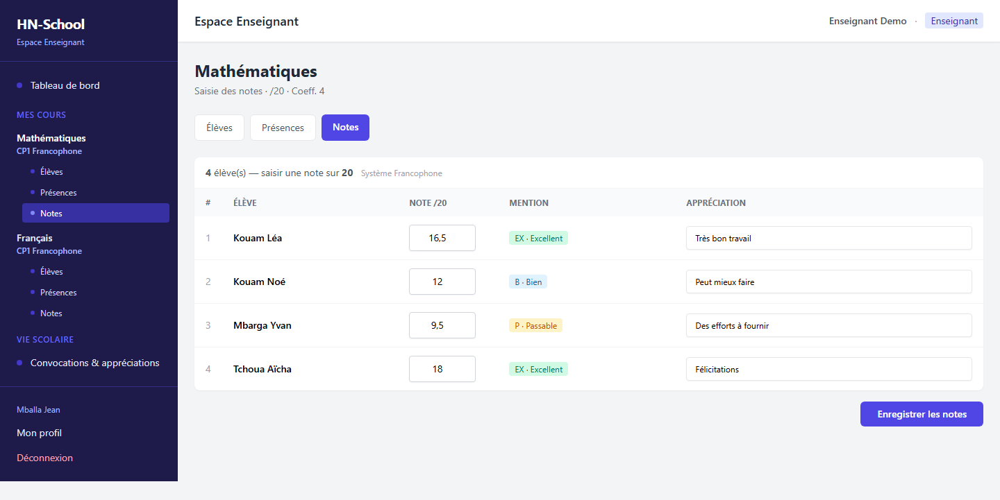 HN-School
Espace Enseignant
Tableau de bord
MES COURS
Mathématiques
CP1 Francophone
Élèves
Présences
Notes
Français
CP1 Francophone
Élèves
Présences
Notes
VIE SCOLAIRE
Convocations & appréciations
Mballa Jean
Mon profil
Déconnexion
Espace Enseignant
Enseignant Demo · Enseignant
Mathématiques
Saisie des notes · /20 · Coeff. 4
Élèves Présences Notes
4 élève(s) — saisir une note sur 20 Système Francophone
# ÉLÈVE NOTE /20 MENTION APPRÉCIATION
1 Kouam Léa 16,5 EX · Excellent Très bon travail
2 Kouam Noé 12 B · Bien Peut mieux faire
3 Mbarga Yvan 9,5 P · Passable Des efforts à fournir
4 Tchoua Aïcha 18 EX · Excellent Félicitations
Enregistrer les notes